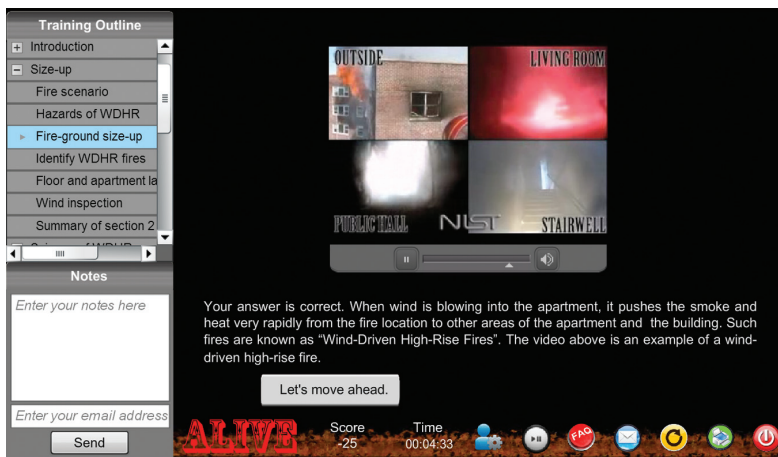 Training Outline
Introduction
Size-up
Fire scenario
Hazards of WDHR
Fire-ground size-up
Identify WDHR fires
Floor and apartment la
Wind inspection
Summary of section 2
Notes
Enter your notes here
Enter your email address
Send
OUTSIDE
LIVING ROOM
PUBLIC HALL
NIST
STAIRWELL
Your answer is correct. When wind is blowing into the apartment, it pushes the smoke and
heat very rapidly from the fire location to other areas of the apartment and the building. Such
fires are known as “Wind-Driven High-Rise Fires”. The video above is an example of a wind-
driven high-rise fire.
Let's move ahead.
ALIVE
Score
-25
Time
00:04:33
FAQ